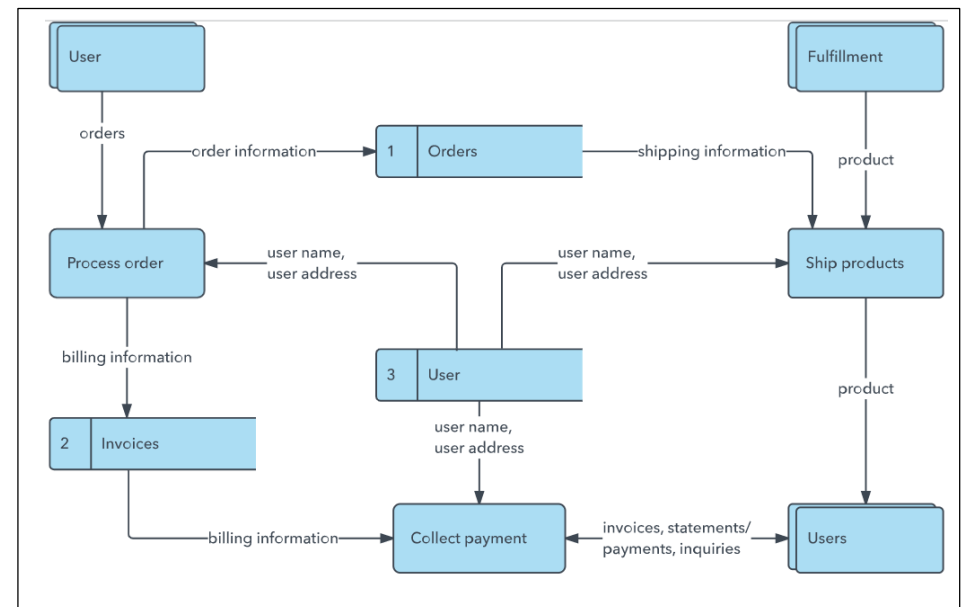 User
Fulfillment
orders
order information
1
Orders
shipping information
product
Process order
user name,
user address
user name,
user address
Ship products
billing information
3
User
product
2
Invoices
user name,
user address
billing information
Collect payment
invoices, statements/
payments, inquiries
Users